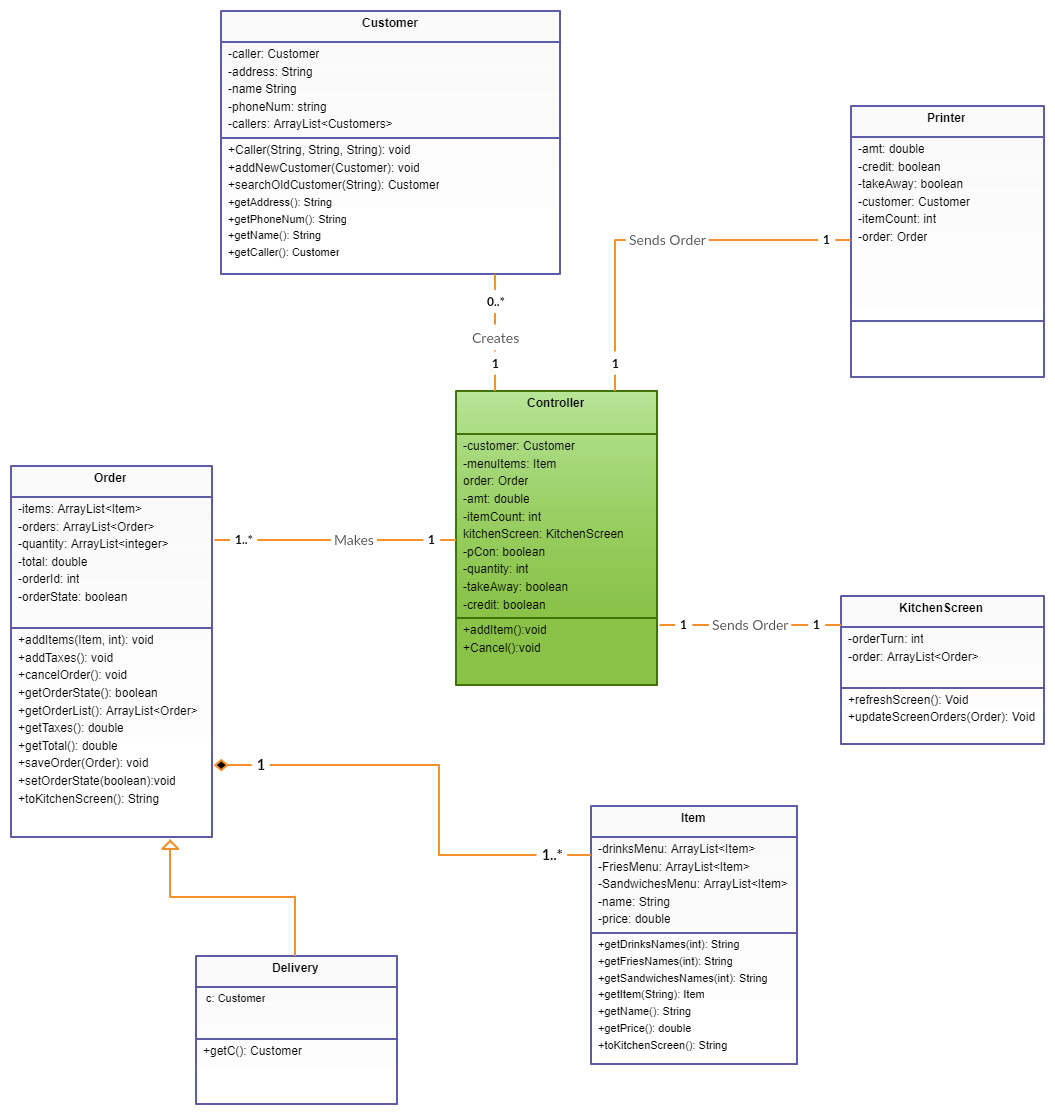 Customer
-caller: Customer
-address: String
-name String
-phoneNum: string
-callers: ArrayList<Customers>
+Caller(String, String, String): void
+addNewCustomer(Customer): void
+searchOldCustomer(String): Customer
+getAddress(): String
+getPhoneNum(): String
+getName(): String
+getCaller(): Customer
Printer
-amt: double
-credit: boolean
-takeAway: boolean
-customer: Customer
-itemCount: int
-order: Order
Sends Order
1
1
0..*
Creates
1
Controller
-customer: Customer
-menuItems: Item
order: Order
-amt: double
-itemCount: int
kitchenScreen: KitchenScreen
-pCon: boolean
-quantity: int
-takeAway: boolean
-credit: boolean
+addItem():void
+Cancel():void
Order
-items: ArrayList<Item>
-orders: ArrayList<Order>
-quantity: ArrayList<integer>
-total: double
-orderId: int
-orderState: boolean
+addItems(Item, int): void
+addTaxes(): void
+cancelOrder(): void
+getOrderState(): boolean
+getOrderList(): ArrayList<Order>
+getTaxes(): double
+getTotal(): double
+saveOrder(Order): void
+setOrderState(boolean):void
+toKitchenScreen(): String
1..*
Makes
1
1
Sends Order
1
KitchenScreen
-orderTurn: int
-order: ArrayList<Order>
+refreshScreen(): Void
+updateScreenOrders(Order): Void
1
1..*
Item
-drinksMenu: ArrayList<Item>
-FriesMenu: ArrayList<Item>
-SandwichesMenu: ArrayList<Item>
-name: String
-price: double
+getDrinksNames(int): String
+getFriesNames(int): String
+getSandwichesNames(int): String
+getItem(String): Item
+getName(): String
+getPrice(): double
+toKitchenScreen(): String
Delivery
c: Customer
+getC(): Customer